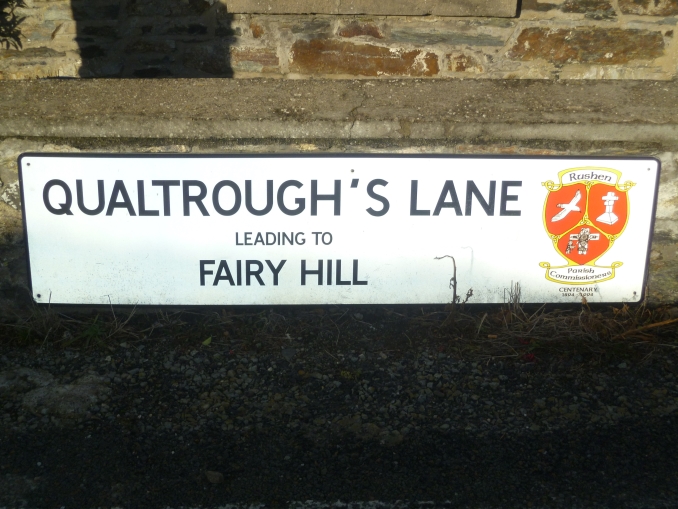 QUALTROUGH'S LANE
LEADING TO
FAIRY HILL
Rushen
Parish
Commissioners
CENTENARY